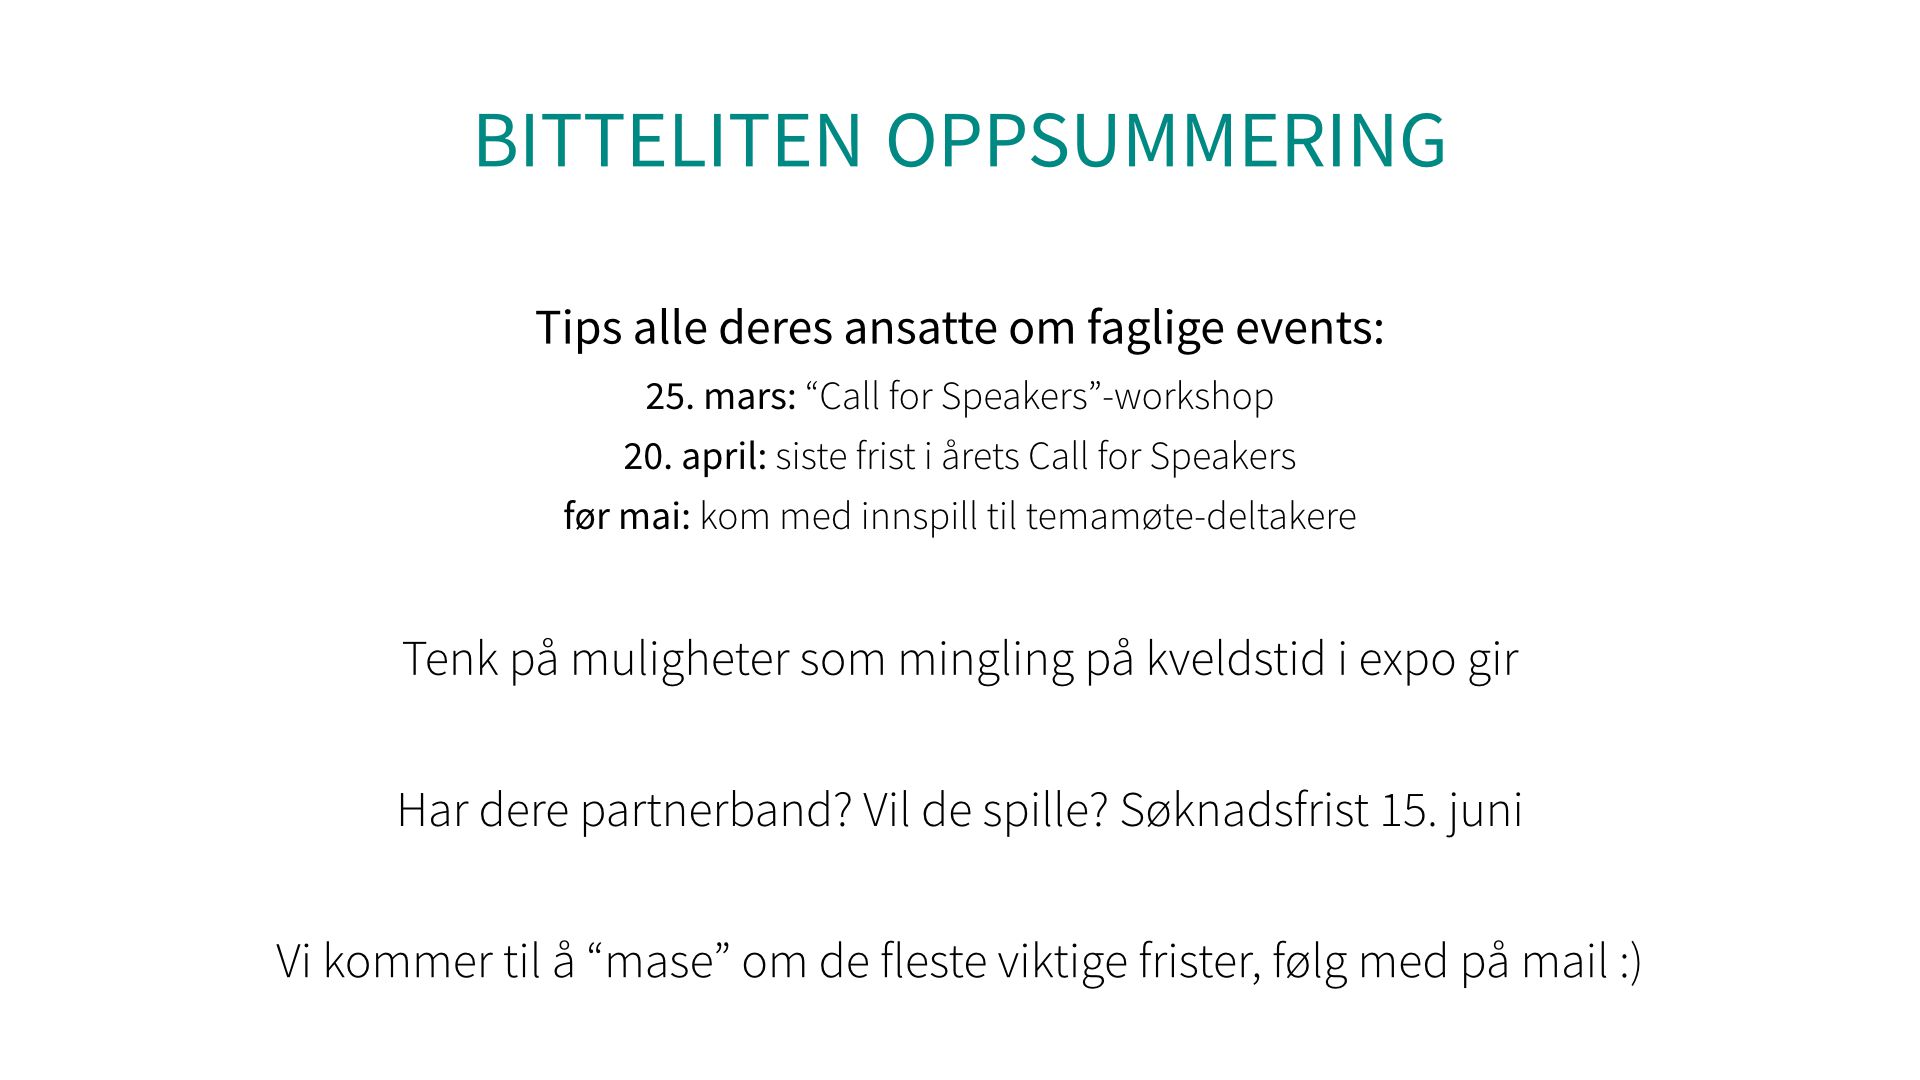 BITTELITEN OPPSUMMERING
Tips alle deres ansatte om faglige events:
25. mars: “Call for Speakers”-workshop
20. april: siste frist i årets Call for Speakers
før mai: kom med innspill til temamøte-deltakere
Tenk på muligheter som mingling på kveldstid i expo gir
Har dere partnerband? Vil de spille? Søknadsfrist 15. juni
Vi kommer til å “mase” om de fleste viktige frister, følg med på mail :)